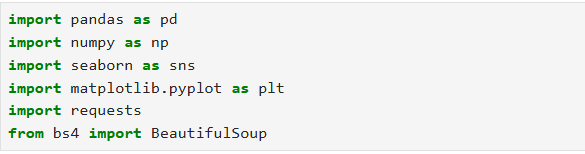 import pandas as pd
import numpy as np
import seaborn as sns
import matplotlib.pyplot as plt
import requests
from bs4 import BeautifulSoup